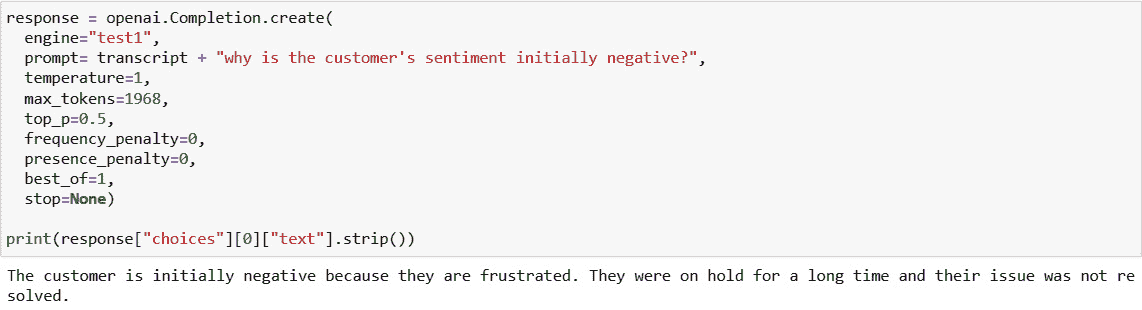 response = openai.Completion.create(
  engine="test1",
  prompt= transcript + "why is the customer's sentiment initially negative?",
  temperature=1,
  max_tokens=1968,
  top_p=0.5,
  frequency_penalty=0,
  presence_penalty=0,
  best_of=1,
  stop=None)

print(response["choices"][0]["text"].strip())
The customer is initially negative because they are frustrated. They were on hold for a long time and their issue was not re
solved.